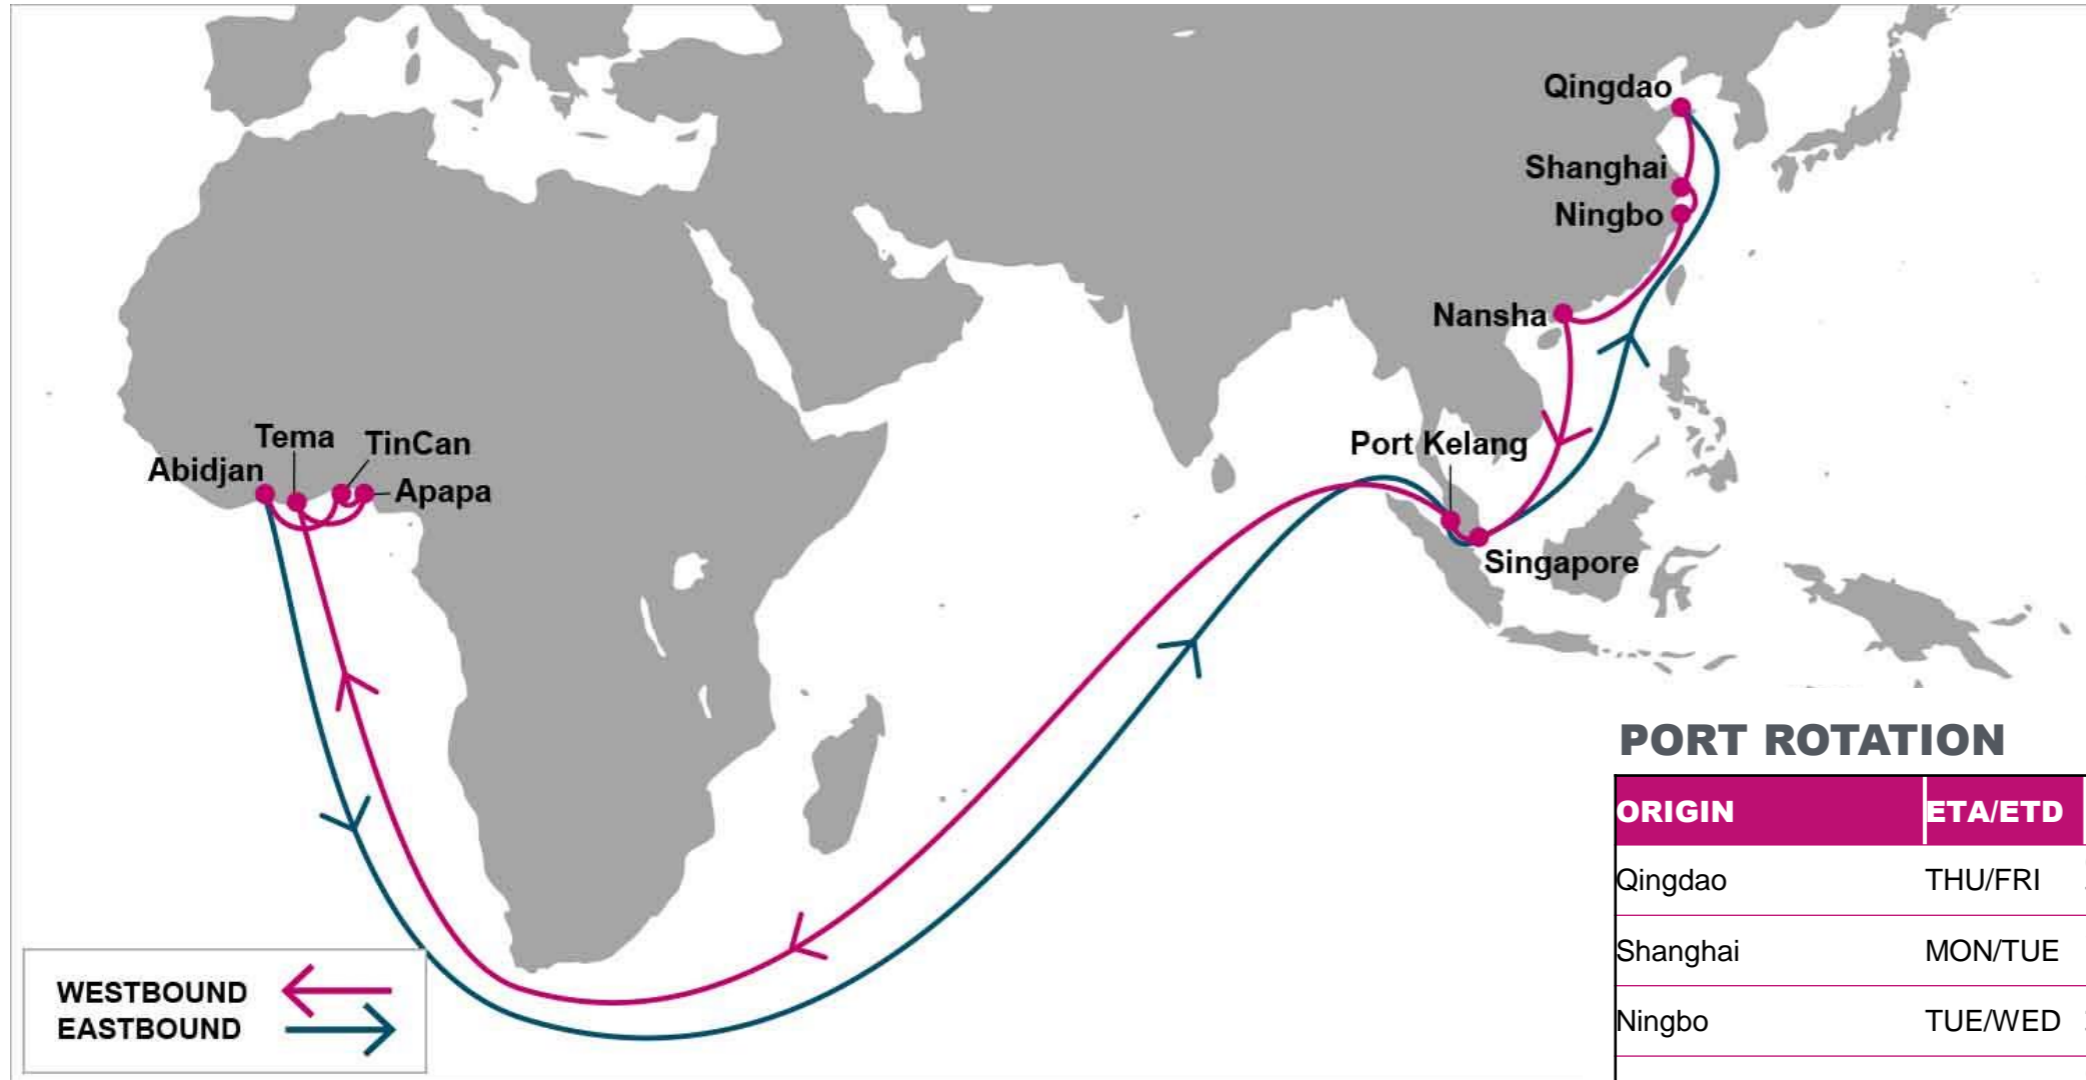 Qingdao
Shanghai
Ningbo
Nansha
Port Kelang
Singapore
Tema
TinCan
Abidjan
Apapa
WESTBOUND
EASTBOUND
PORT ROTATION
ORIGIN ETA/ETD
Qingdao THU/FRI
Shanghai MON/TUE
Ningbo TUE/WED